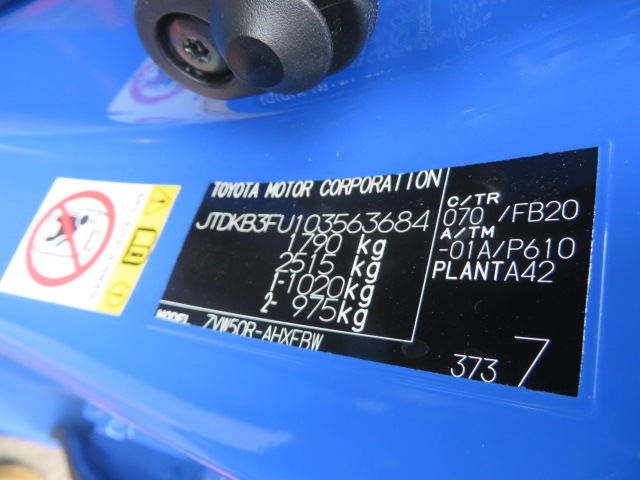 TOYOTA MOTOR CORPORATION
JTDKB3FU103563684
1790 kg
2515 kg
1-1020kg
2- 975kg
MODEL ZVW50R-AHXEBW
C/TR
070 /FB20
A/TM
-01A/P610
PLANTA42
373 7